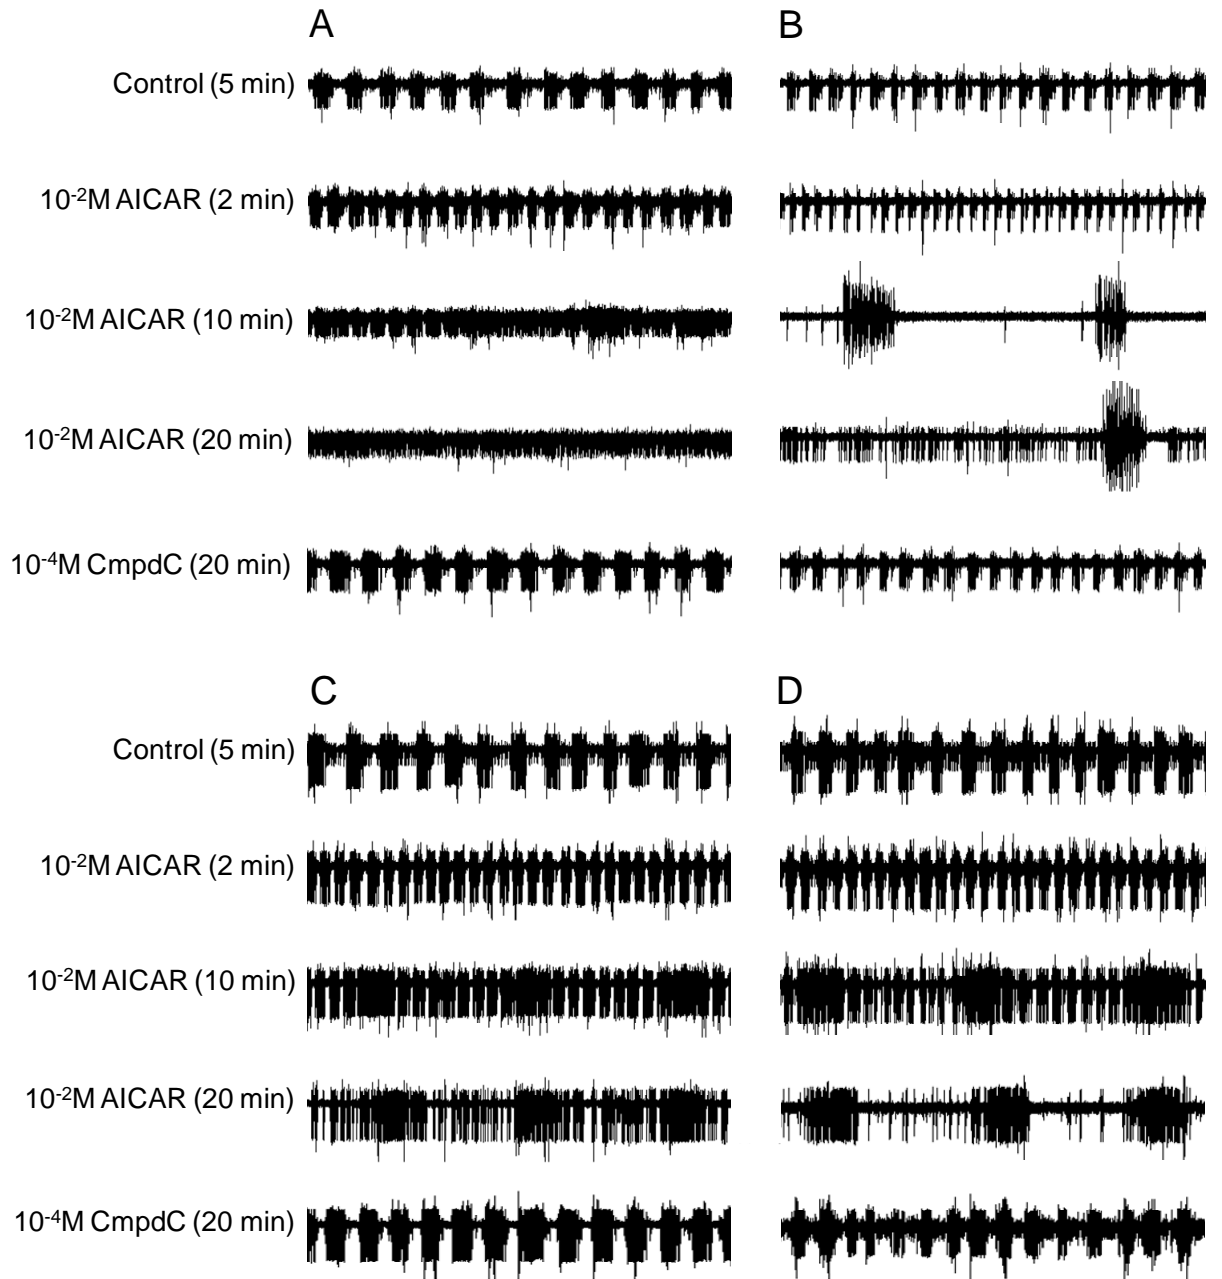 A B
Control (5 min)
10⁻²M AICAR (2 min)
10⁻²M AICAR (10 min)
10⁻²M AICAR (20 min)
10⁻⁴M CmpdC (20 min)
C D
Control (5 min)
10⁻²M AICAR (2 min)
10⁻²M AICAR (10 min)
10⁻²M AICAR (20 min)
10⁻⁴M CmpdC (20 min)